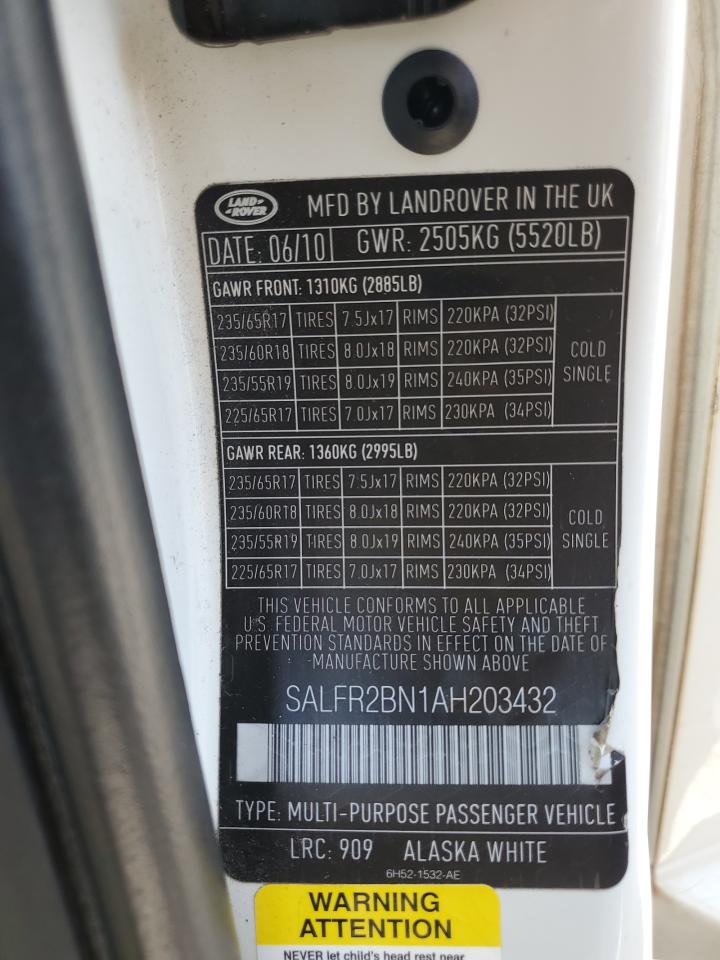 LAND ROVER MFD BY LANDROVER IN THE UK
DATE: 06/10 GWR: 2505KG (5520LB)
GAWR FRONT: 1310KG (2885LB)
235/65R17 TIRES 7.5Jx17 RIMS 220KPA (32PSI)
235/60R18 TIRES 8.0Jx18 RIMS 220KPA (32PSI)
235/55R19 TIRES 8.0Jx19 RIMS 240KPA (35PSI)
225/65R17 TIRES 7.0Jx17 RIMS 230KPA (34PSI)
COLD
SINGLE
GAWR REAR: 1360KG (2995LB)
235/65R17 TIRES 7.5Jx17 RIMS 220KPA (32PSI)
235/60R18 TIRES 8.0Jx18 RIMS 220KPA (32PSI)
235/55R19 TIRES 8.0Jx19 RIMS 240KPA (35PSI)
225/65R17 TIRES 7.0Jx17 RIMS 230KPA (34PSI)
COLD
SINGLE
THIS VEHICLE CONFORMS TO ALL APPLICABLE
U.S. FEDERAL MOTOR VEHICLE SAFETY AND THEFT
PREVENTION STANDARDS IN EFFECT ON THE DATE OF
MANUFACTURE SHOWN ABOVE
SALFR2BN1AH203432
TYPE: MULTI-PURPOSE PASSENGER VEHICLE
LRC: 909 ALASKA WHITE
6H52-1532-AE
WARNING
ATTENTION
NEVER let child's head rest near